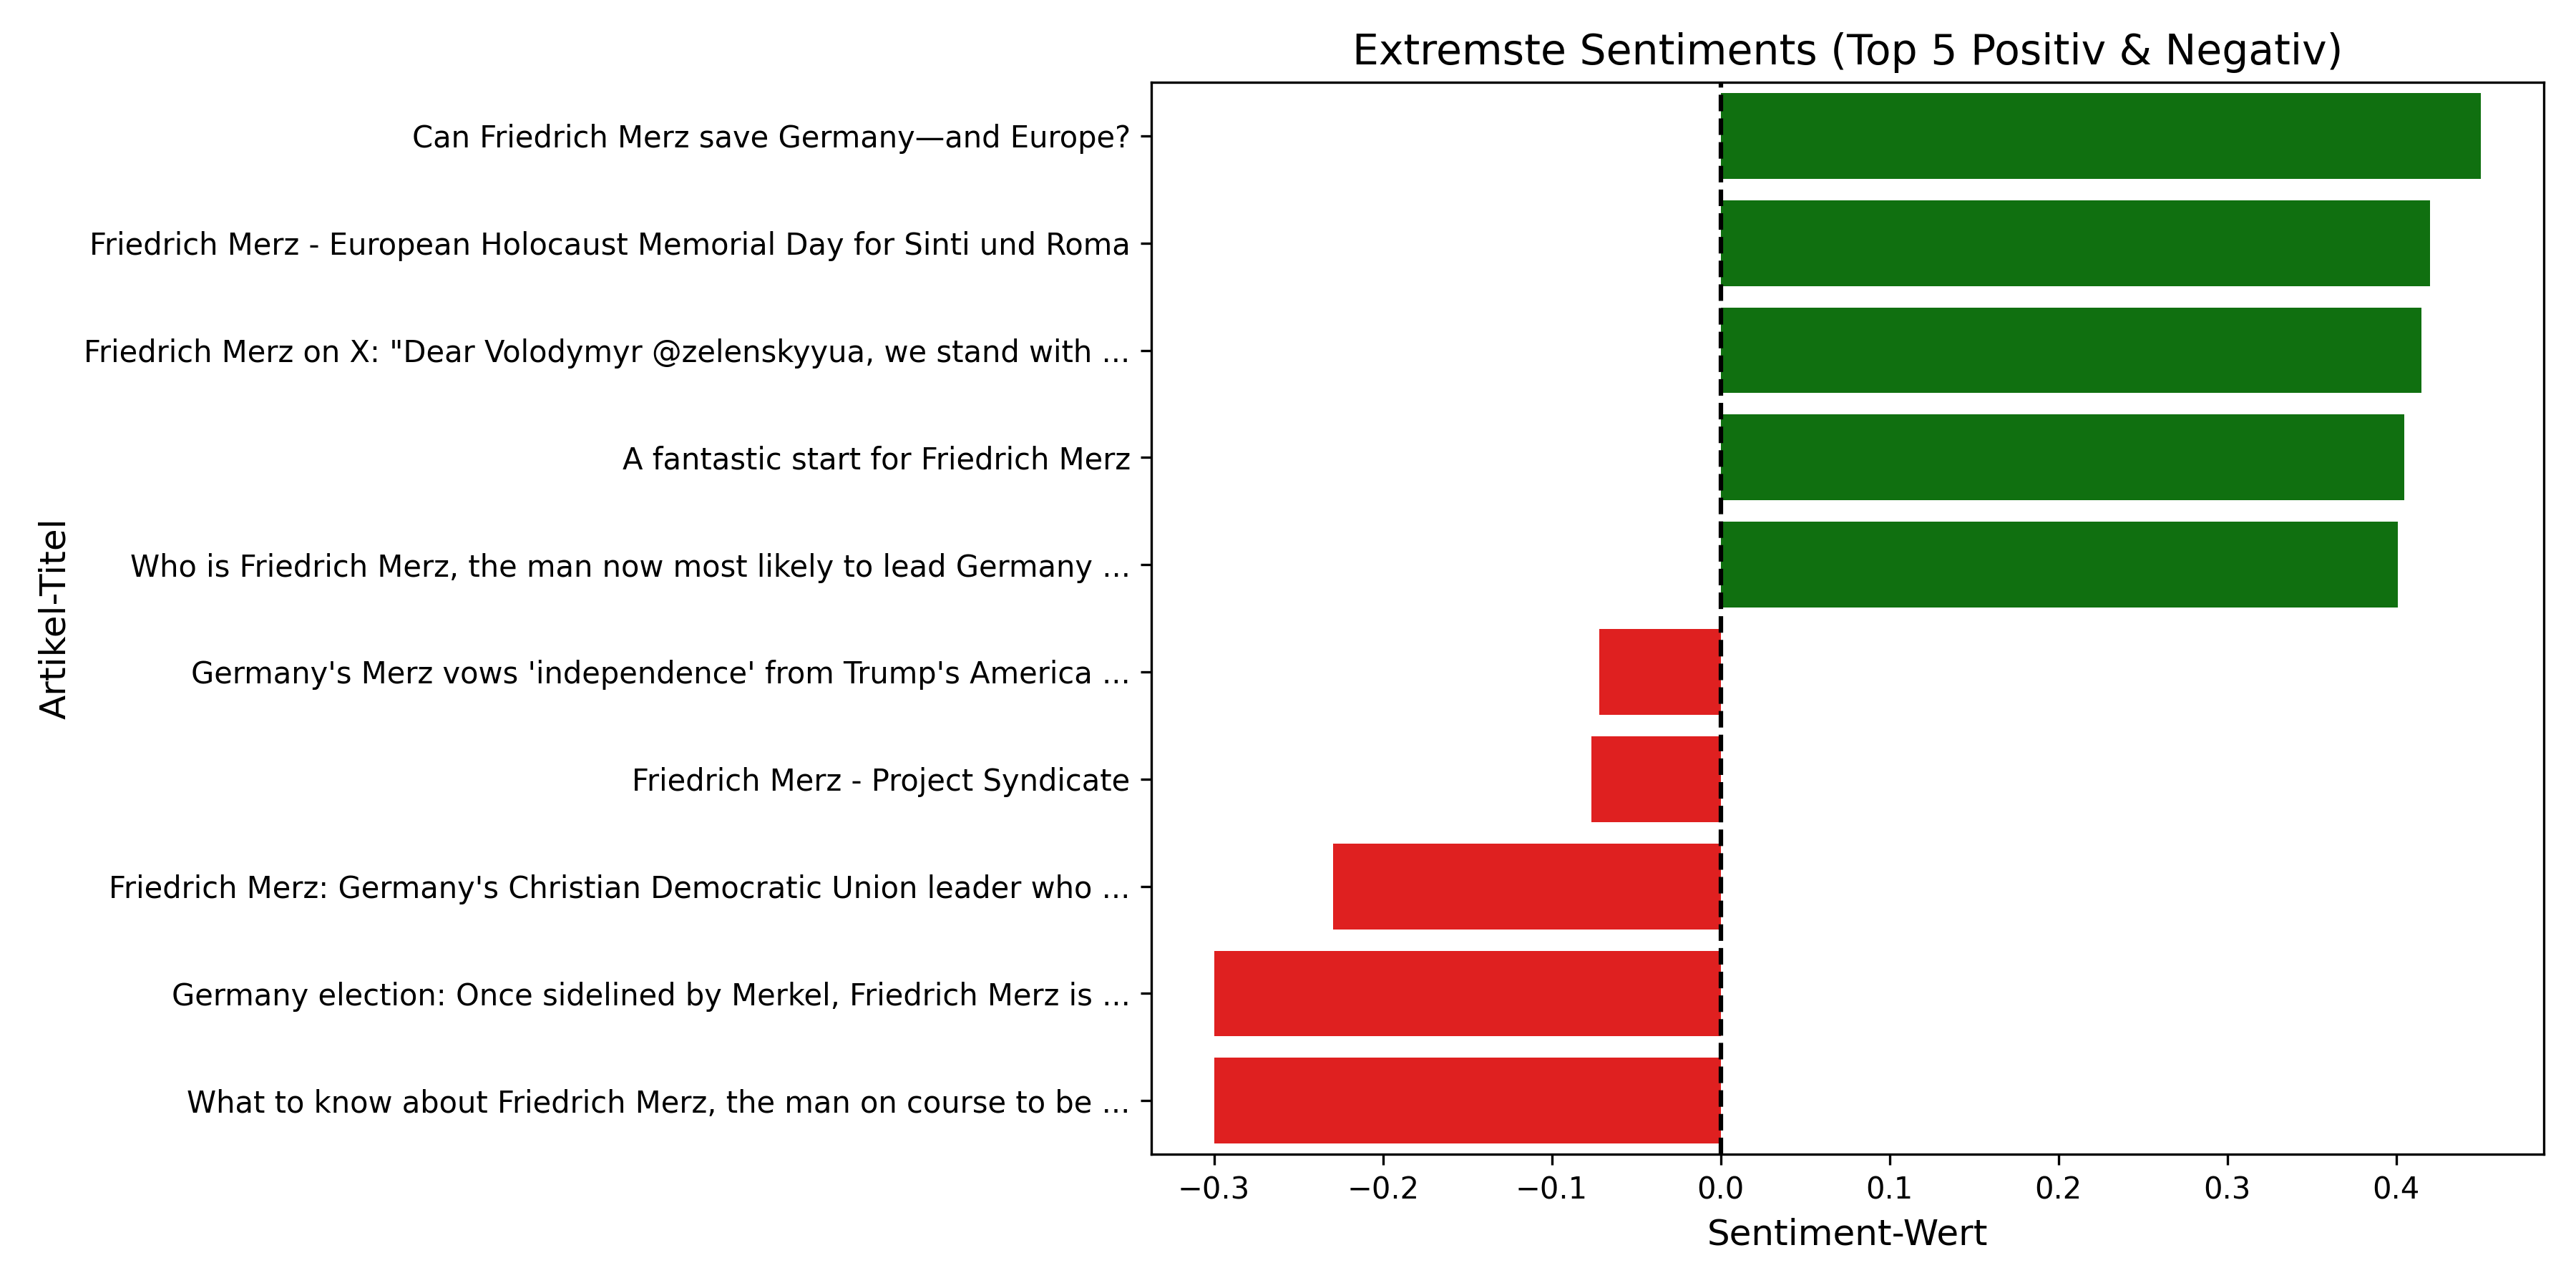 Extremste Sentiments (Top 5 Positiv & Negativ)
Artikel-Titel
Can Friedrich Merz save Germany—and Europe?
Friedrich Merz - European Holocaust Memorial Day for Sinti und Roma
Friedrich Merz on X: "Dear Volodymyr @zelenskyyua, we stand with ...
A fantastic start for Friedrich Merz
Who is Friedrich Merz, the man now most likely to lead Germany ...
Germany's Merz vows 'independence' from Trump's America ...
Friedrich Merz - Project Syndicate
Friedrich Merz: Germany's Christian Democratic Union leader who ...
Germany election: Once sidelined by Merkel, Friedrich Merz is ...
What to know about Friedrich Merz, the man on course to be ...
−0.3 −0.2 −0.1 0.0 0.1 0.2 0.3 0.4
Sentiment-Wert